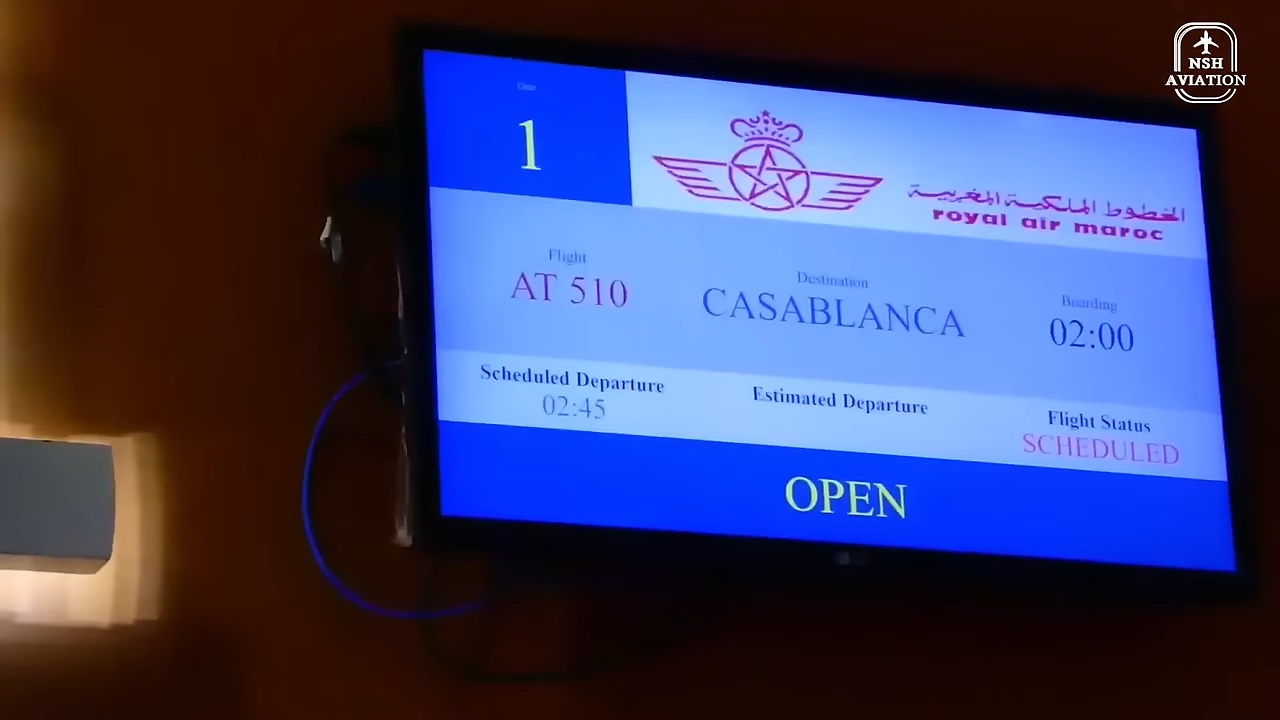 NSH
AVIATION
Gate
1
الخطوط الملكية المغربية
royal air maroc
Flight
AT 510
Destination
CASABLANCA
Boarding
02:00
Scheduled Departure
02:45
Estimated Departure
Flight Status
SCHEDULED
OPEN